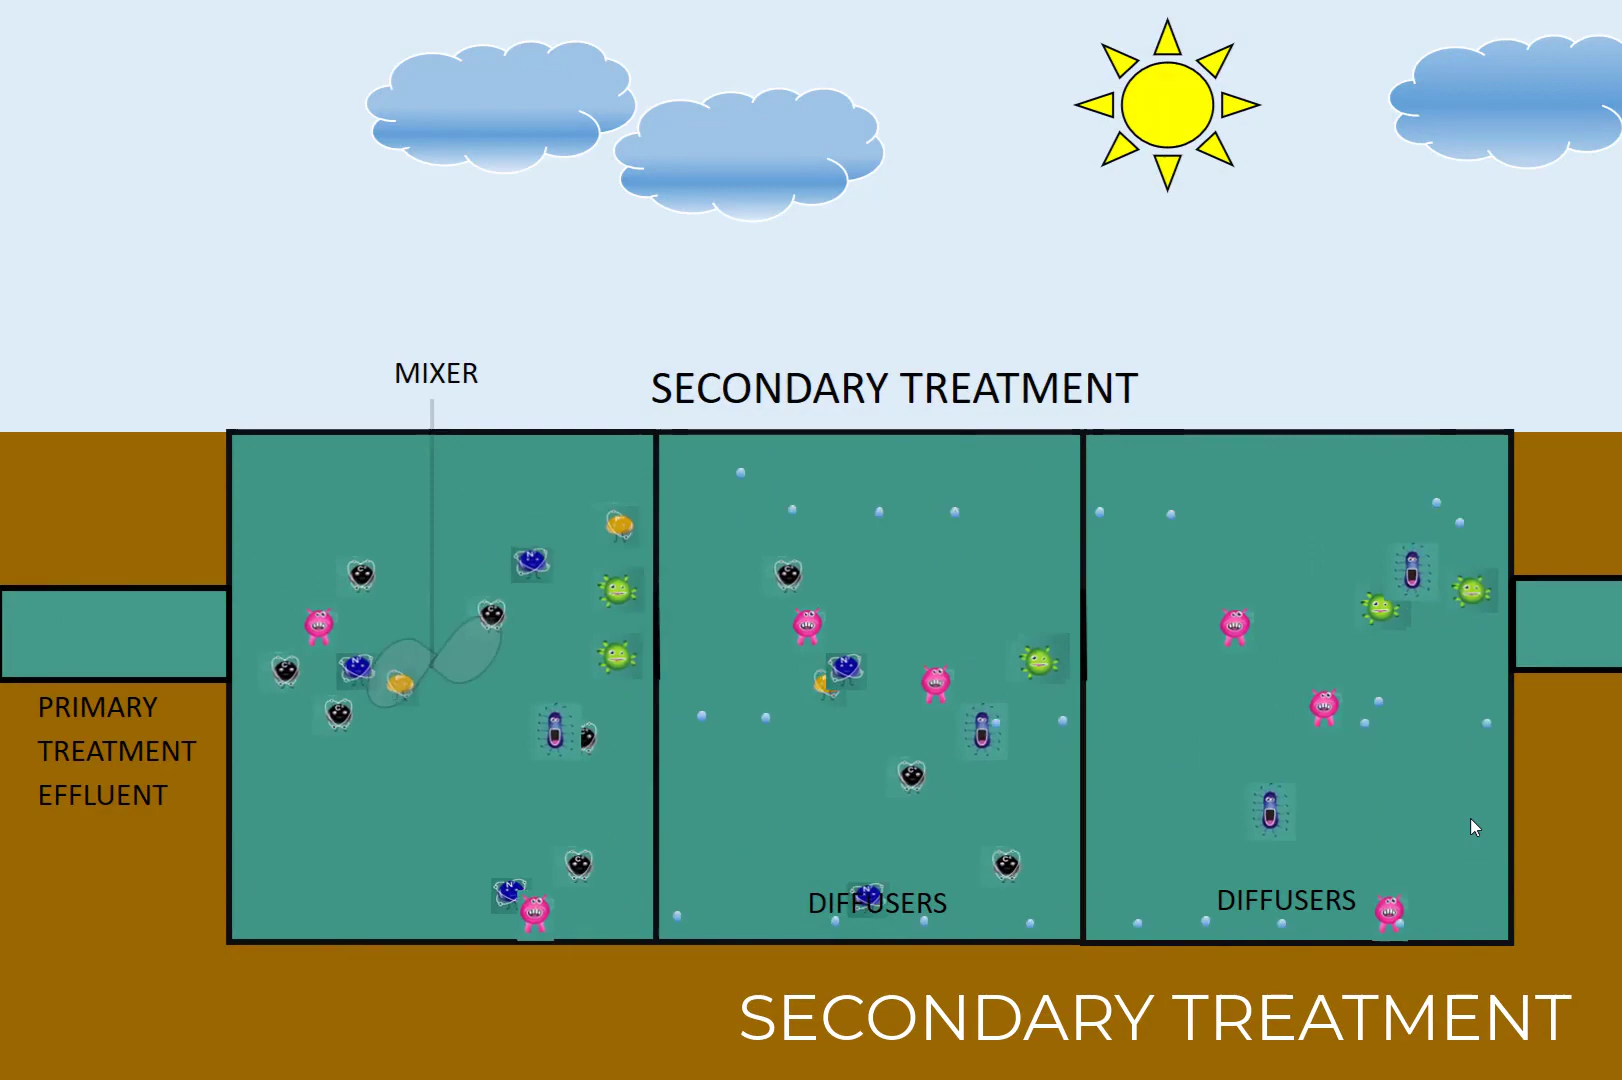 MIXER
SECONDARY TREATMENT
PRIMARY
TREATMENT
EFFLUENT
DIFFUSERS
DIFFUSERS
SECONDARY TREATMENT